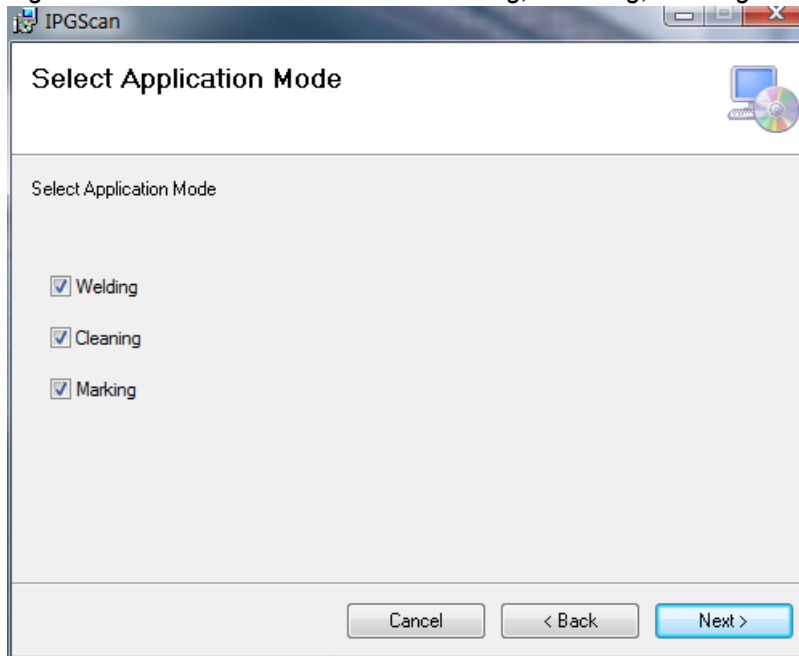 IPGScan
Select Application Mode
Select Application Mode
Welding
Cleaning
Marking
Cancel
< Back
Next >